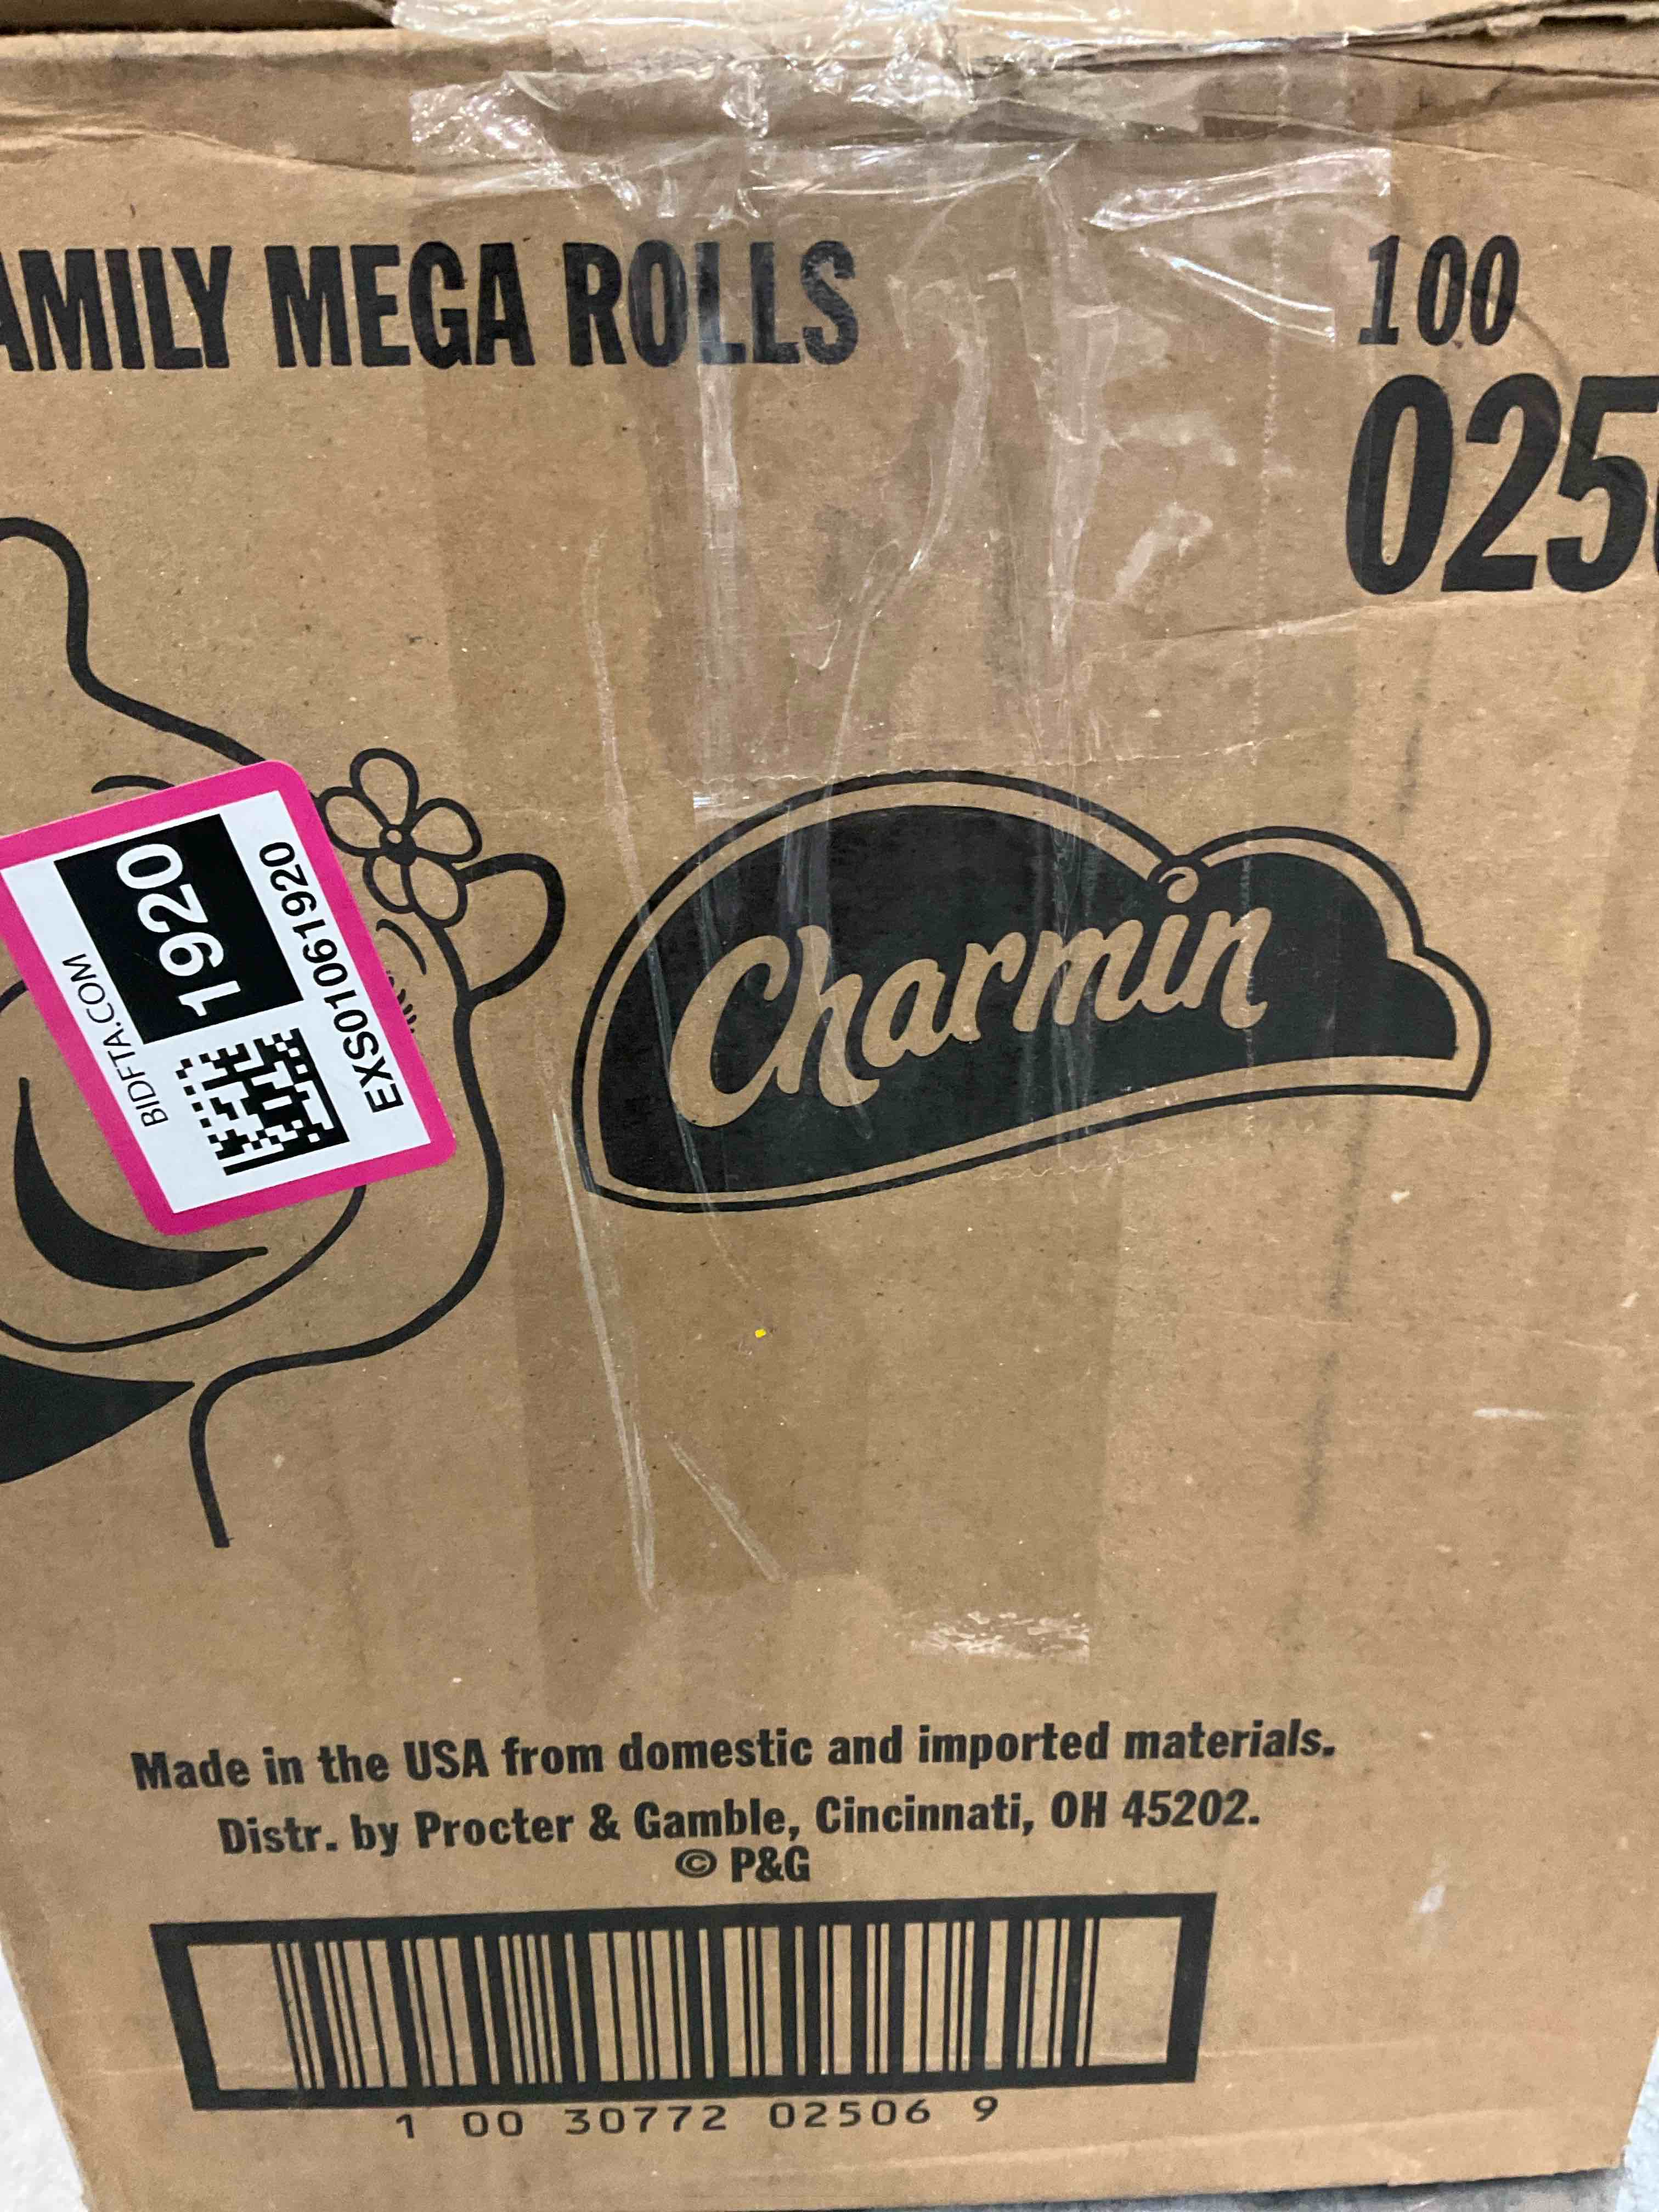 AMILY MEGA ROLLS
100
025
BIDFTA.COM
1920
EXS01061920
Charmin
Made in the USA from domestic and imported materials.
Distr. by Procter & Gamble, Cincinnati, OH 45202.
© P&G
1 00 30772 02506 9